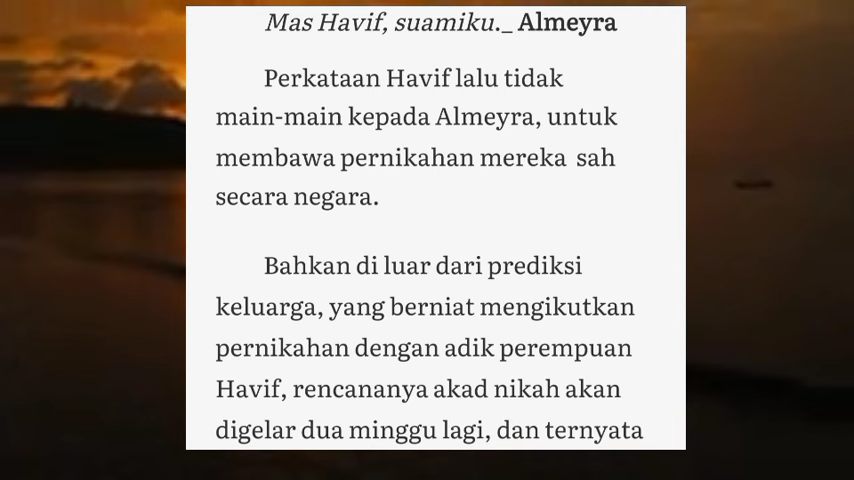 Mas Havif, suamiku._ Almeyra
Perkataan Havif lalu tidak
main-main kepada Almeyra, untuk
membawa pernikahan mereka sah
secara negara.
Bahkan di luar dari prediksi
keluarga, yang berniat mengikutkan
pernikahan dengan adik perempuan
Havif, rencananya akad nikah akan
digelar dua minggu lagi, dan ternyata